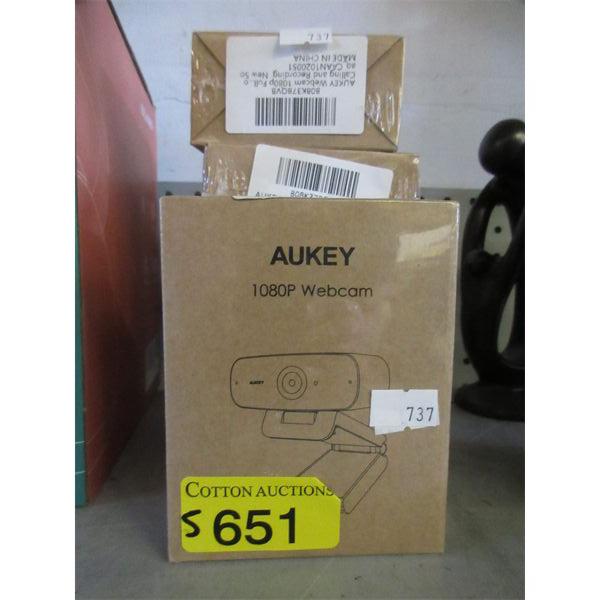 737
AUKEY Webcam 1080p Full...o
Calling and Recording. New So
MADE IN CHINA
AUKEY
1080P Webcam
AUKEY
737
COTTON AUCTIONS
S 651